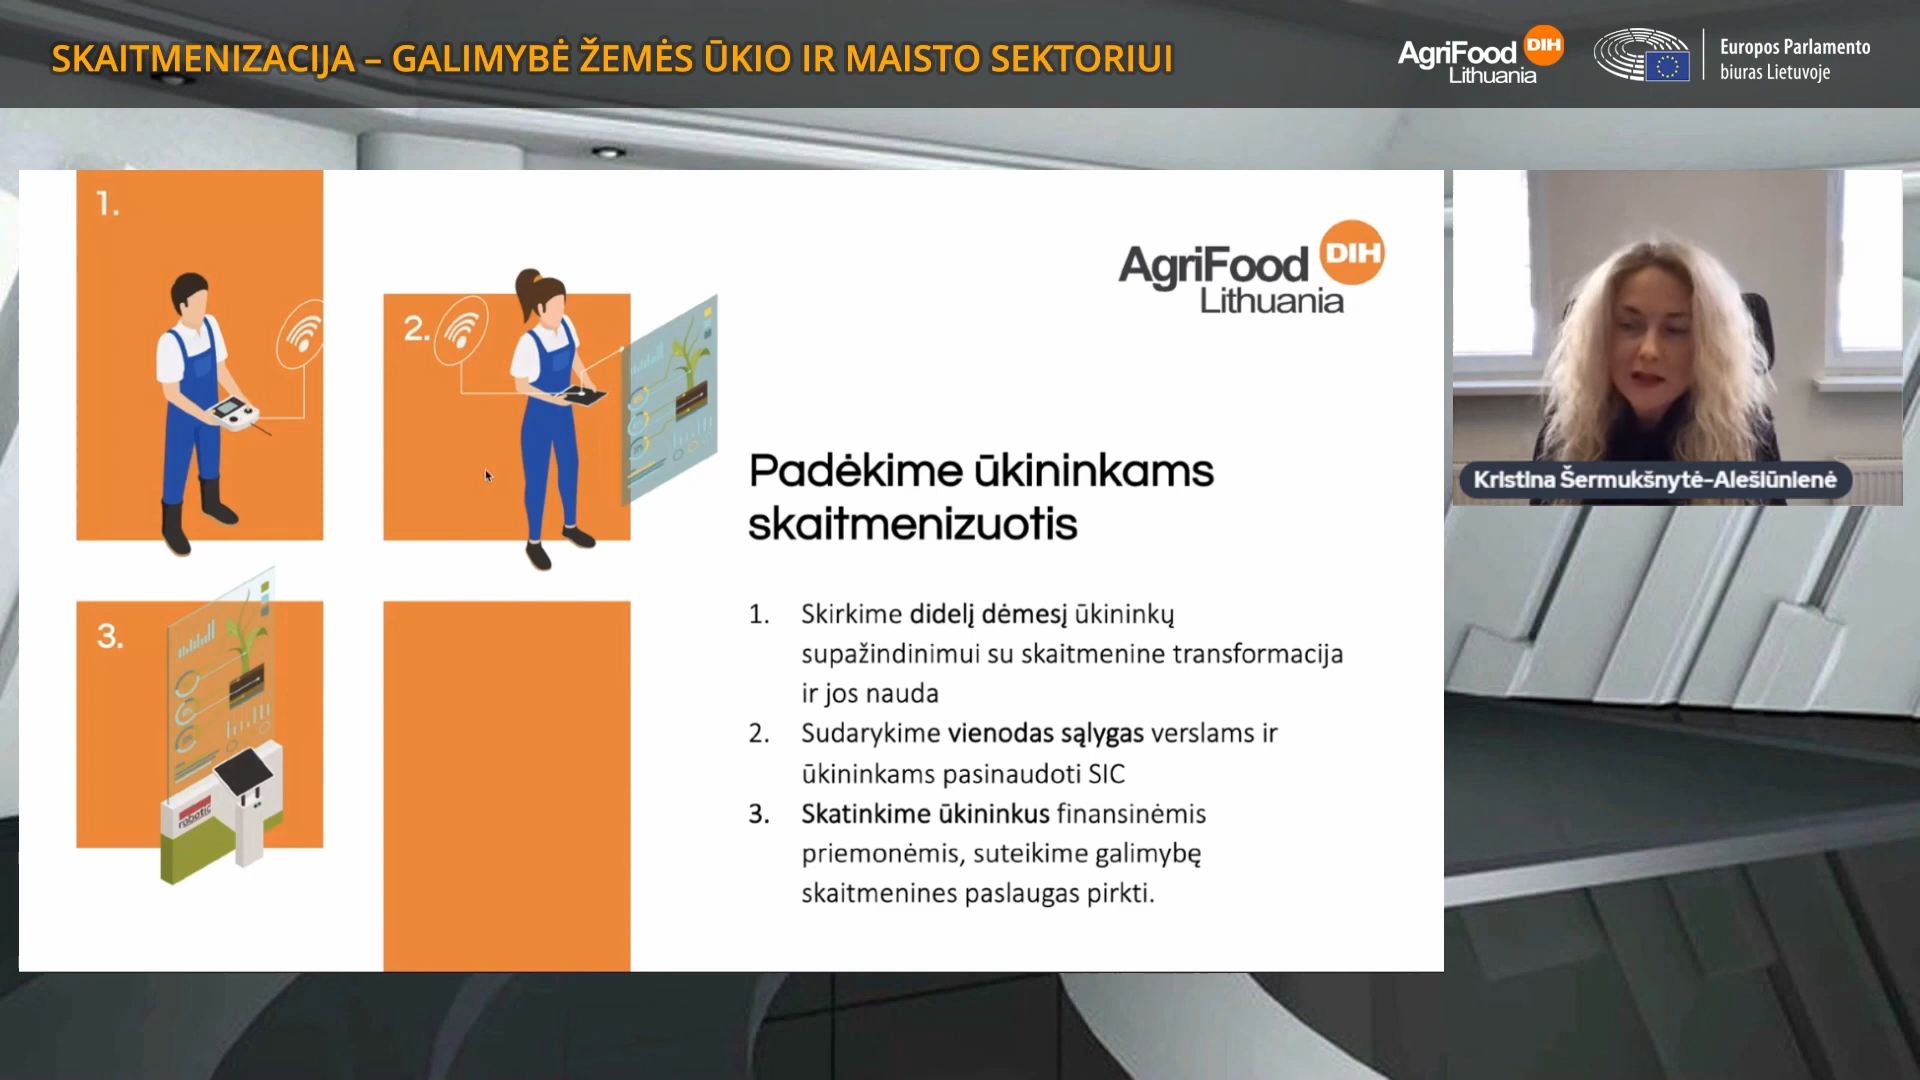 SKAITMENIZACIJA – GALIMYBĖ ŽEMĖS ŪKIO IR MAISTO SEKTORIUI
AgriFood DIH
Lithuania
Europos Parlamento
biuras Lietuvoje
1.
2.
3.
robotic
AgriFood DIH
Lithuania
Padėkime ūkininkams
skaitmenizuotis
1. Skirkime didelį dėmesį ūkininkų
supažindinimui su skaitmenine transformacija
ir jos nauda
2. Sudarykime vienodas sąlygas verslams ir
ūkininkams pasinaudoti SIC
3. Skatinkime ūkininkus finansinėmis
priemonėmis, suteikime galimybę
skaitmenines paslaugas pirkti.
Kristina Šermukšnytė-Alešiūnienė